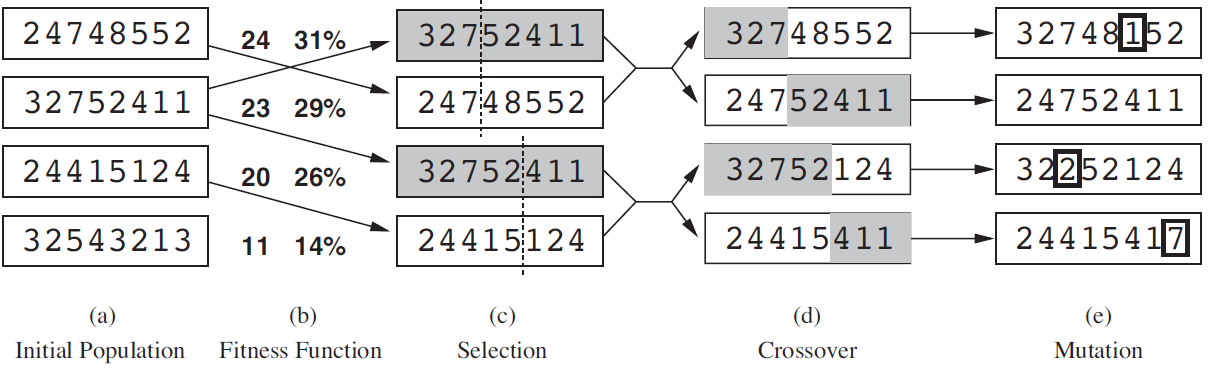 24748552 24 31% 32752411 32748552 32748152
32752411 23 29% 24748552 24752411 24752411
24415124 20 26% 32752411 32752124 32252124
32543213 11 14% 24415124 24415411 24415417
(a) (b) (c) (d) (e)
Initial Population Fitness Function Selection Crossover Mutation